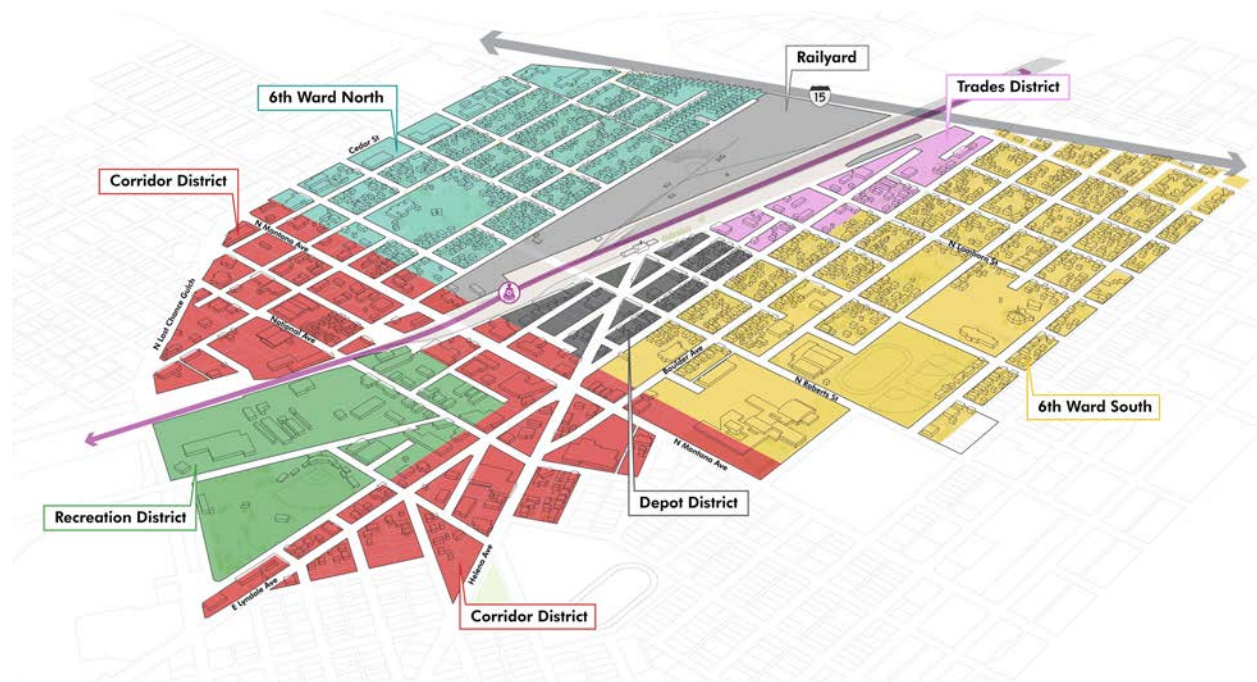 Railyard
15
Trades District
6th Ward North
Cedar St
Corridor District
N Montana Ave
N Last Chance Gulch
National Ave
N Lamborn St
Boulder Ave
N Roberts St
6th Ward South
N Montana Ave
Depot District
Recreation District
Helena Ave
E Lyndale Ave
Corridor District